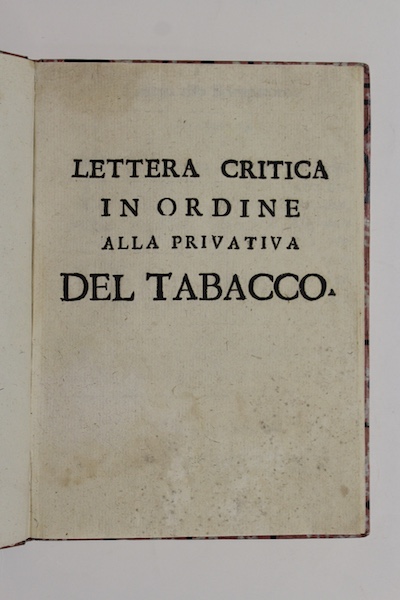 LETTERA CRITICA
IN ORDINE
ALLA PRIVATIVA
DEL TABACCO.